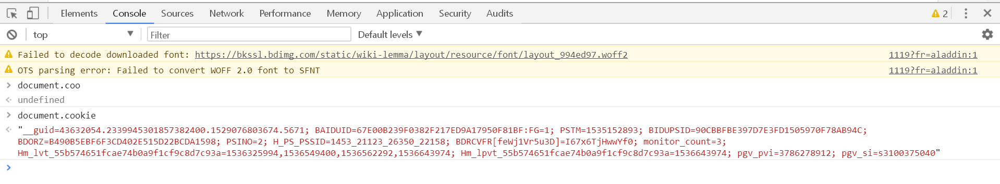 Elements Console Sources Network Performance Memory Application Security Audits 2
top Filter Default levels
Failed to decode downloaded font: https://bkssl.bdimg.com/static/wiki-lemma/layout/resource/font/layout_994ed97.woff2 1119?fr=aladdin:1
OTS parsing error: Failed to convert WOFF 2.0 font to SFNT 1119?fr=aladdin:1
document.coo
undefined
document.cookie
"__guid=43632054.2339945301857382400.1529076803674.5671; BAIDUID=67E00B239F0382F217ED9A17950F81BF:FG=1; PSTM=1535152893; BIDUPSID=90CBBFBE397D7E3FD1505970F78AB94C;
BDORZ=B490B5EBF6F3CD402E515D22BCDA1598; PSINO=2; H_PS_PSSID=1453_21123_26350_22158; BDRCVFR[feWj1Vr5u3D]=I67x6TjHwwYf0; monitor_count=3;
Hm_lvt_55b574651fcae74b0a9f1cf9c8d7c93a=1536325994,1536549400,1536562292,1536643974; Hm_lpvt_55b574651fcae74b0a9f1cf9c8d7c93a=1536643974; pgv_pvi=3786278912; pgv_si=s3100375040"